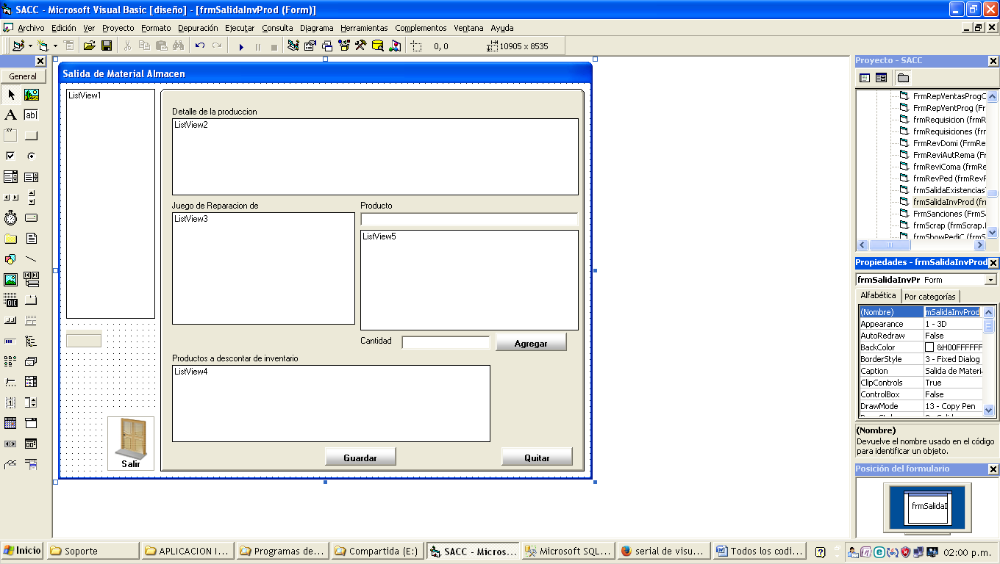 SACC - Microsoft Visual Basic [diseño] - [frmSalidaInvProd (Form)]
Archivo Edición Ver Proyecto Formato Depuración Ejecutar Consulta Diagrama Herramientas Complementos Ventana Ayuda
0, 0 10905 x 8535
General
A ab|
xy
OLE
Salida de Material Almacen
ListView1
Detalle de la produccion
ListView2
Juego de Reparacion de
ListView3
Producto
ListView5
Cantidad
Agregar
Productos a descontar de inventario
ListView4
Salir
Guardar
Quitar
Proyecto - SACC
FrmRepVentasProgC
FrmRepVentProg (Fr
frmRequisicion (frmR
frmRequisiciones (frr
FrmRevDomi (FrmRe
FrmReviAutRema (Fr
frmReviComa (frmRe
frmRevPed (frmRevP
frmSalidaExistencias
frmSalidaInvProd (fr
FrmSanciones (FrmS
frmScrap (frmScrap.
frmShowPediC (frmS
Propiedades - frmSalidaInvProd
frmSalidaInvPr Form
Alfabética Por categorías
(Nombre) mSalidaInvProd
Appearance 1 - 3D
AutoRedraw False
BackColor &H00FFFFFF
BorderStyle 3 - Fixed Dialog
Caption Salida de Materi
ClipControls True
ControlBox False
DrawMode 13 - Copy Pen
(Nombre)
Devuelve el nombre usado en el código
para identificar un objeto.
Posición del formulario
frmSalidaI
Inicio Soporte APLICACION I... Programas de... Compartida (E:) SACC - Micros... Microsoft SQL... serial de visu... Todos los codi... 02:00 p.m.